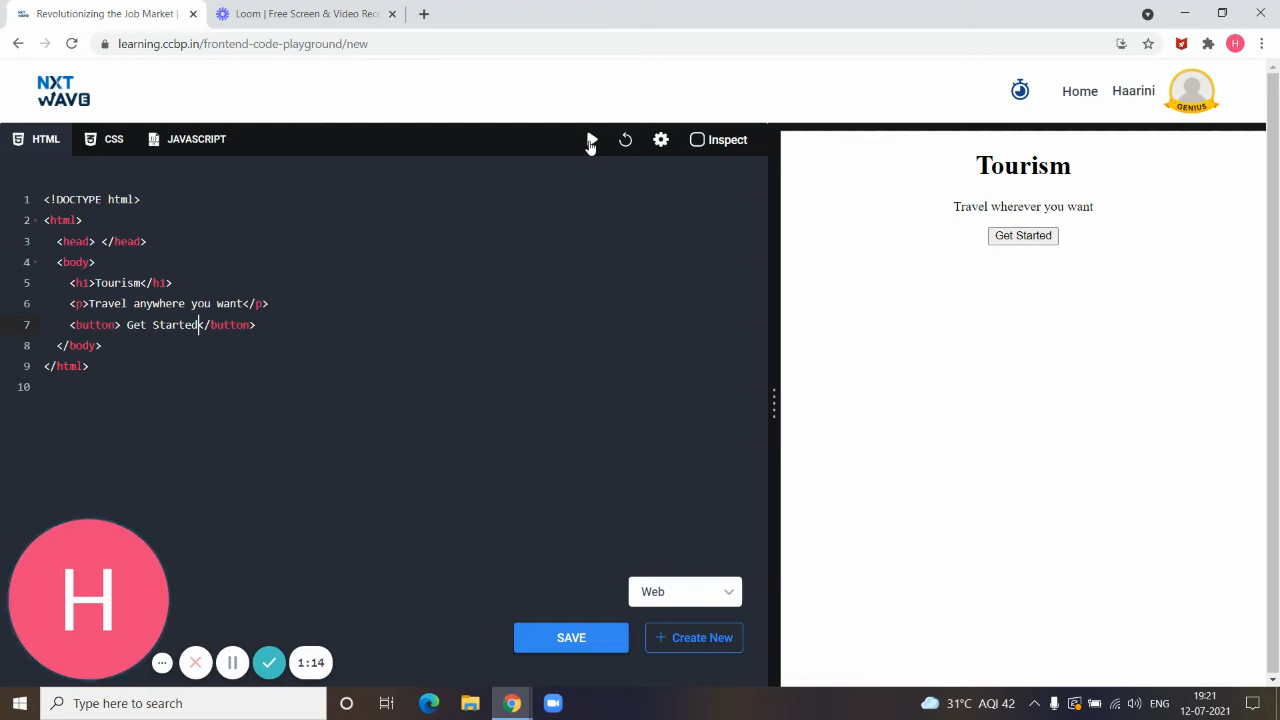 Revolutionizing the Job Market |
Loom | Free Screen & Video Rec
learning.ccbp.in/frontend-code-playground/new
H
NXT
WAVE
Home
Haarini
GENIUS
HTML
CSS
JAVASCRIPT
Inspect
1 <!DOCTYPE html>
2 <html>
3 <head> </head>
4 <body>
5 <h1>Tourism</h1>
6 <p>Travel anywhere you want</p>
7 <button> Get Started</button>
8 </body>
9 </html>
10
Tourism
Travel wherever you want
Get Started
H
Web
SAVE
+ Create New
1:14
Type here to search
31°C AQI 42
ENG
19:21
12-07-2021